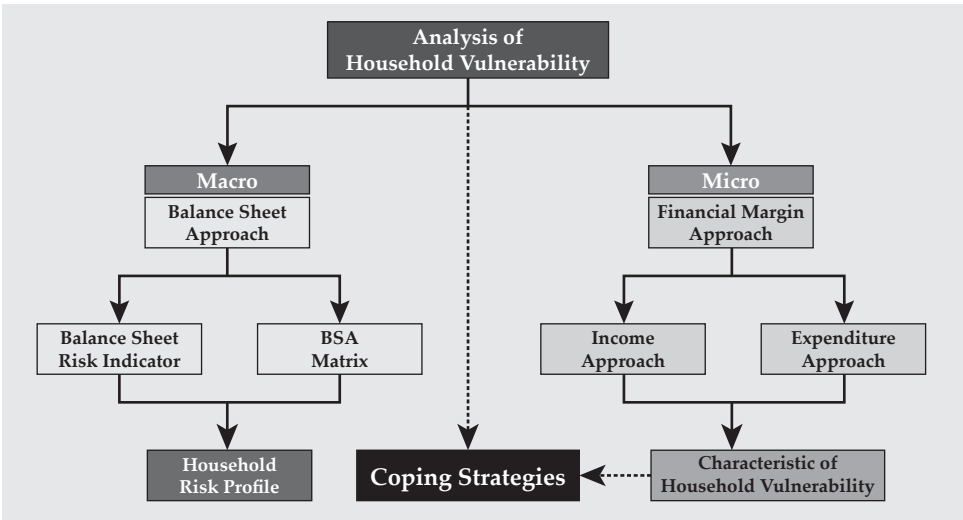 Analysis of
Household Vulnerability
Macro
Balance Sheet
Approach
Micro
Financial Margin
Approach
Balance Sheet
Risk Indicator
BSA
Matrix
Income
Approach
Expenditure
Approach
Household
Risk Profile
Coping Strategies
Characteristic of
Household Vulnerability